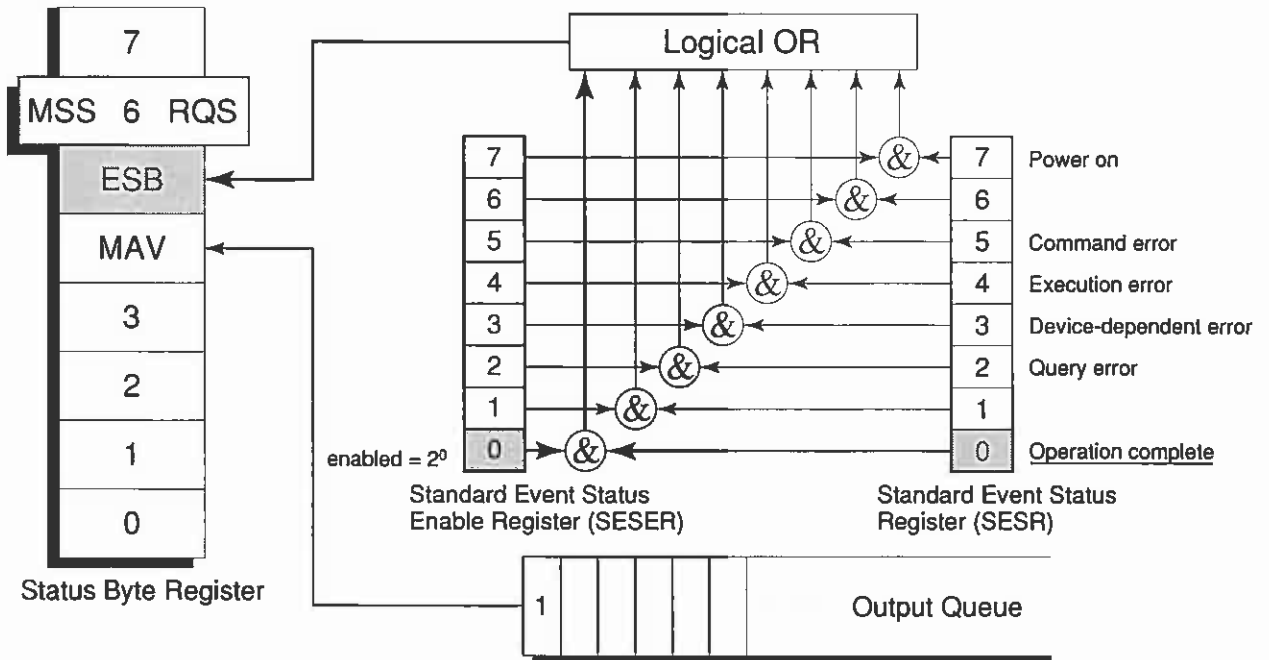 7
MSS 6 RQS
ESB
MAV
3
2
1
0
Status Byte Register
Logical OR
7
6
5
4
3
2
1
0
enabled = 2⁰
Standard Event Status
Enable Register (SESER)
&
&
&
&
&
&
&
&
7 Power on
6
5 Command error
4 Execution error
3 Device-dependent error
2 Query error
1
0 Operation complete
Standard Event Status
Register (SESR)
1 Output Queue